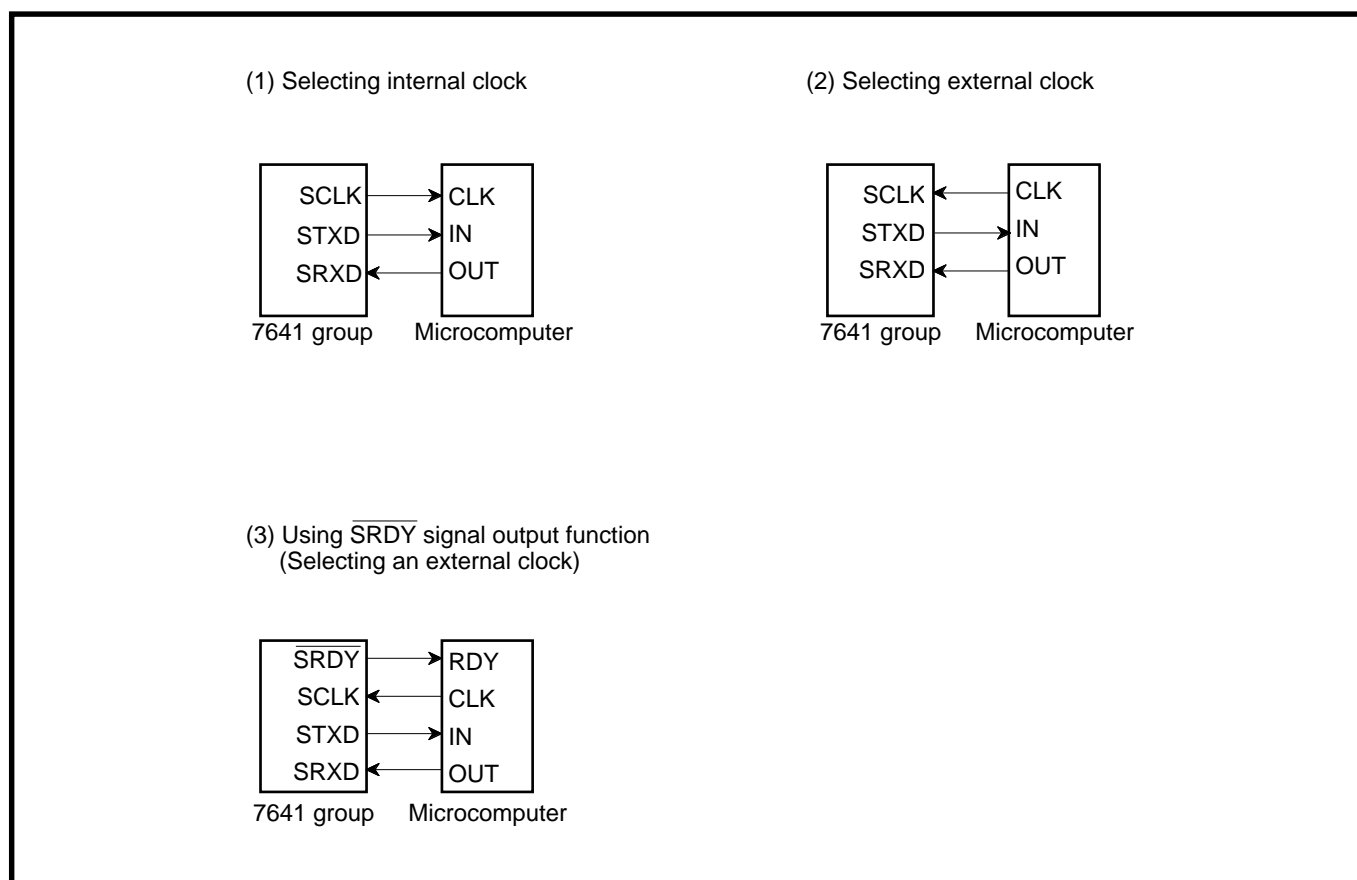 (1) Selecting internal clock
SCLK CLK
STXD IN
SRXD OUT
7641 group Microcomputer
(2) Selecting external clock
SCLK CLK
STXD IN
SRXD OUT
7641 group Microcomputer
(3) Using S̅R̅D̅Y̅ signal output function
(Selecting an external clock)
S̅R̅D̅Y̅ RDY
SCLK CLK
STXD IN
SRXD OUT
7641 group Microcomputer